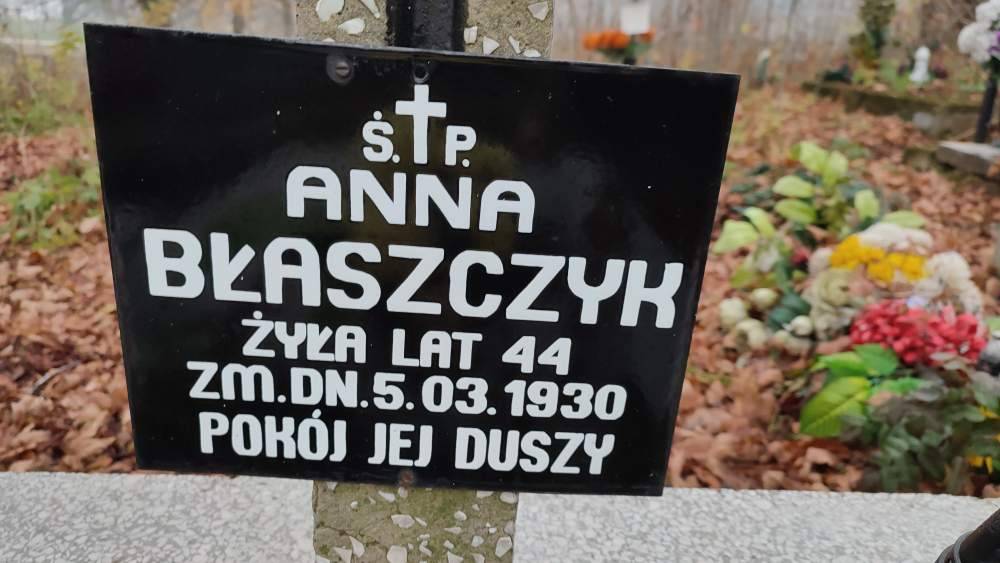 Ś.†P.
ANNA
BŁASZCZYK
ŻYŁA LAT 44
ZM.DN.5.03.1930
POKÓJ JEJ DUSZY